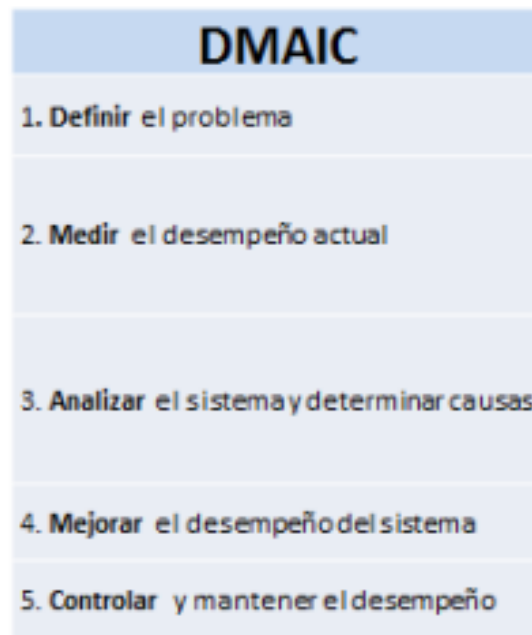 DMAIC
1. Definir el problema
2. Medir el desempeño actual
3. Analizar el sistema y determinar causas
4. Mejorar el desempeño del sistema
5. Controlar y mantener el desempeño